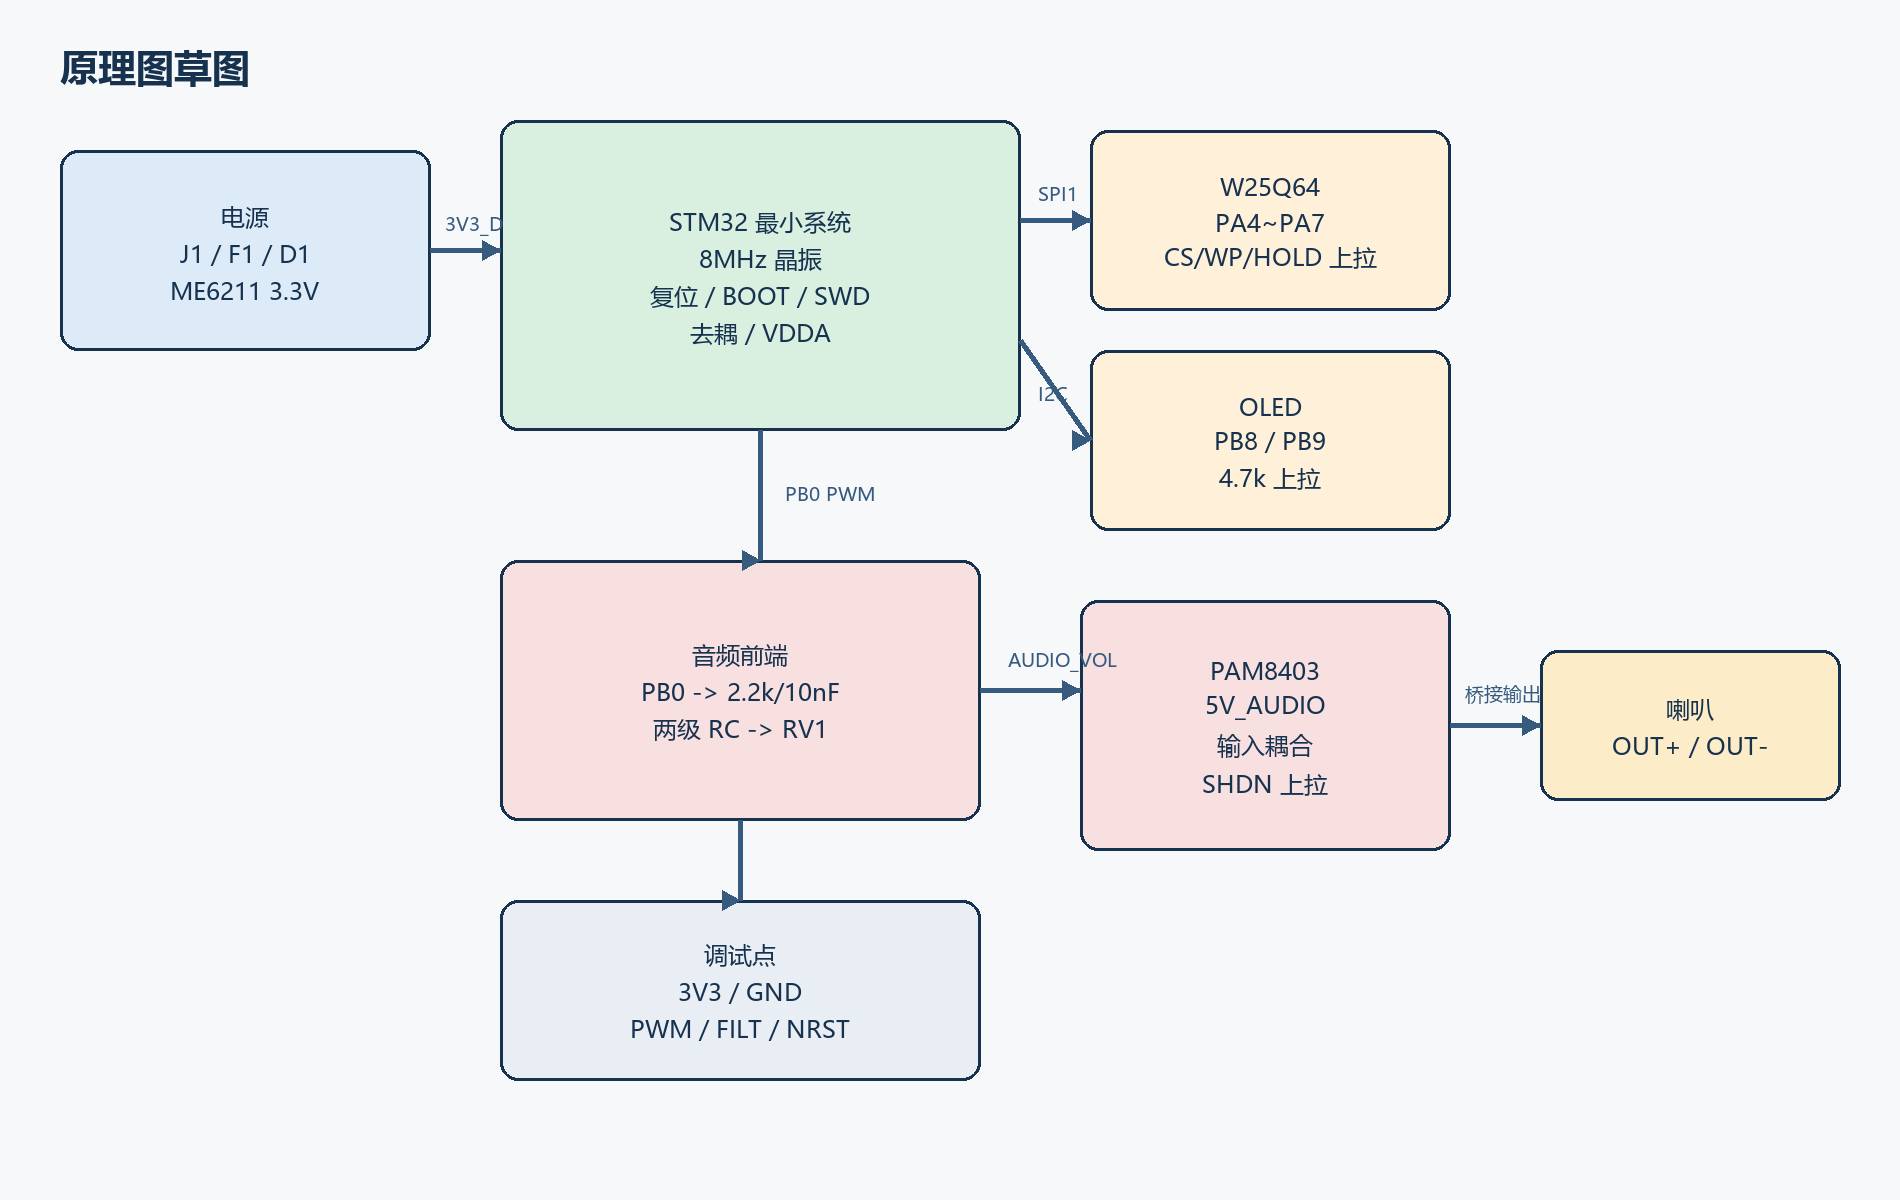 原理图草图
电源
J1 / F1 / D1
ME6211 3.3V
3V3_D
STM32 最小系统
8MHz 晶振
复位 / BOOT / SWD
去耦 / VDDA
SPI1
W25Q64
PA4~PA7
CS/WP/HOLD 上拉
I2C
OLED
PB8 / PB9
4.7k 上拉
PB0 PWM
音频前端
PB0 -> 2.2k/10nF
两级 RC -> RV1
AUDIO_VOL
PAM8403
5V_AUDIO
输入耦合
SHDN 上拉
桥接输出
喇叭
OUT+ / OUT-
调试点
3V3 / GND
PWM / FILT / NRST